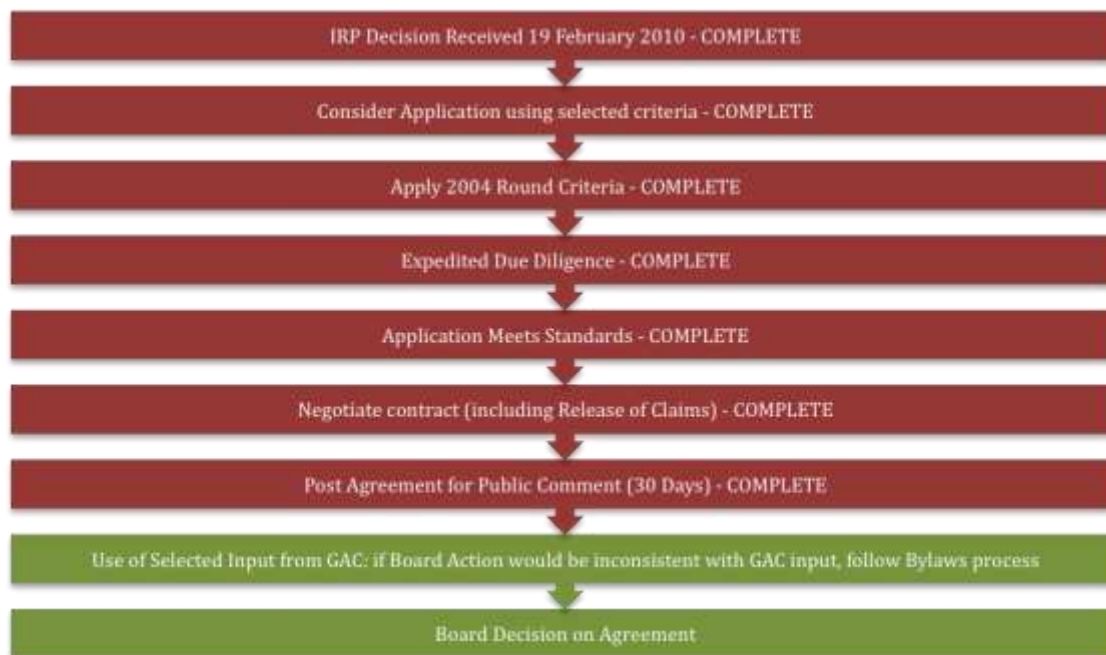 IRP Decision Received 19 February 2010 - COMPLETE
Consider Application using selected criteria - COMPLETE
Apply 2004 Round Criteria - COMPLETE
Expedited Due Diligence - COMPLETE
Application Meets Standards - COMPLETE
Negotiate contract (including Release of Claims) - COMPLETE
Post Agreement for Public Comment (30 Days) - COMPLETE
Use of Selected Input from GAC: if Board Action would be inconsistent with GAC input, follow Bylaws process
Board Decision on Agreement